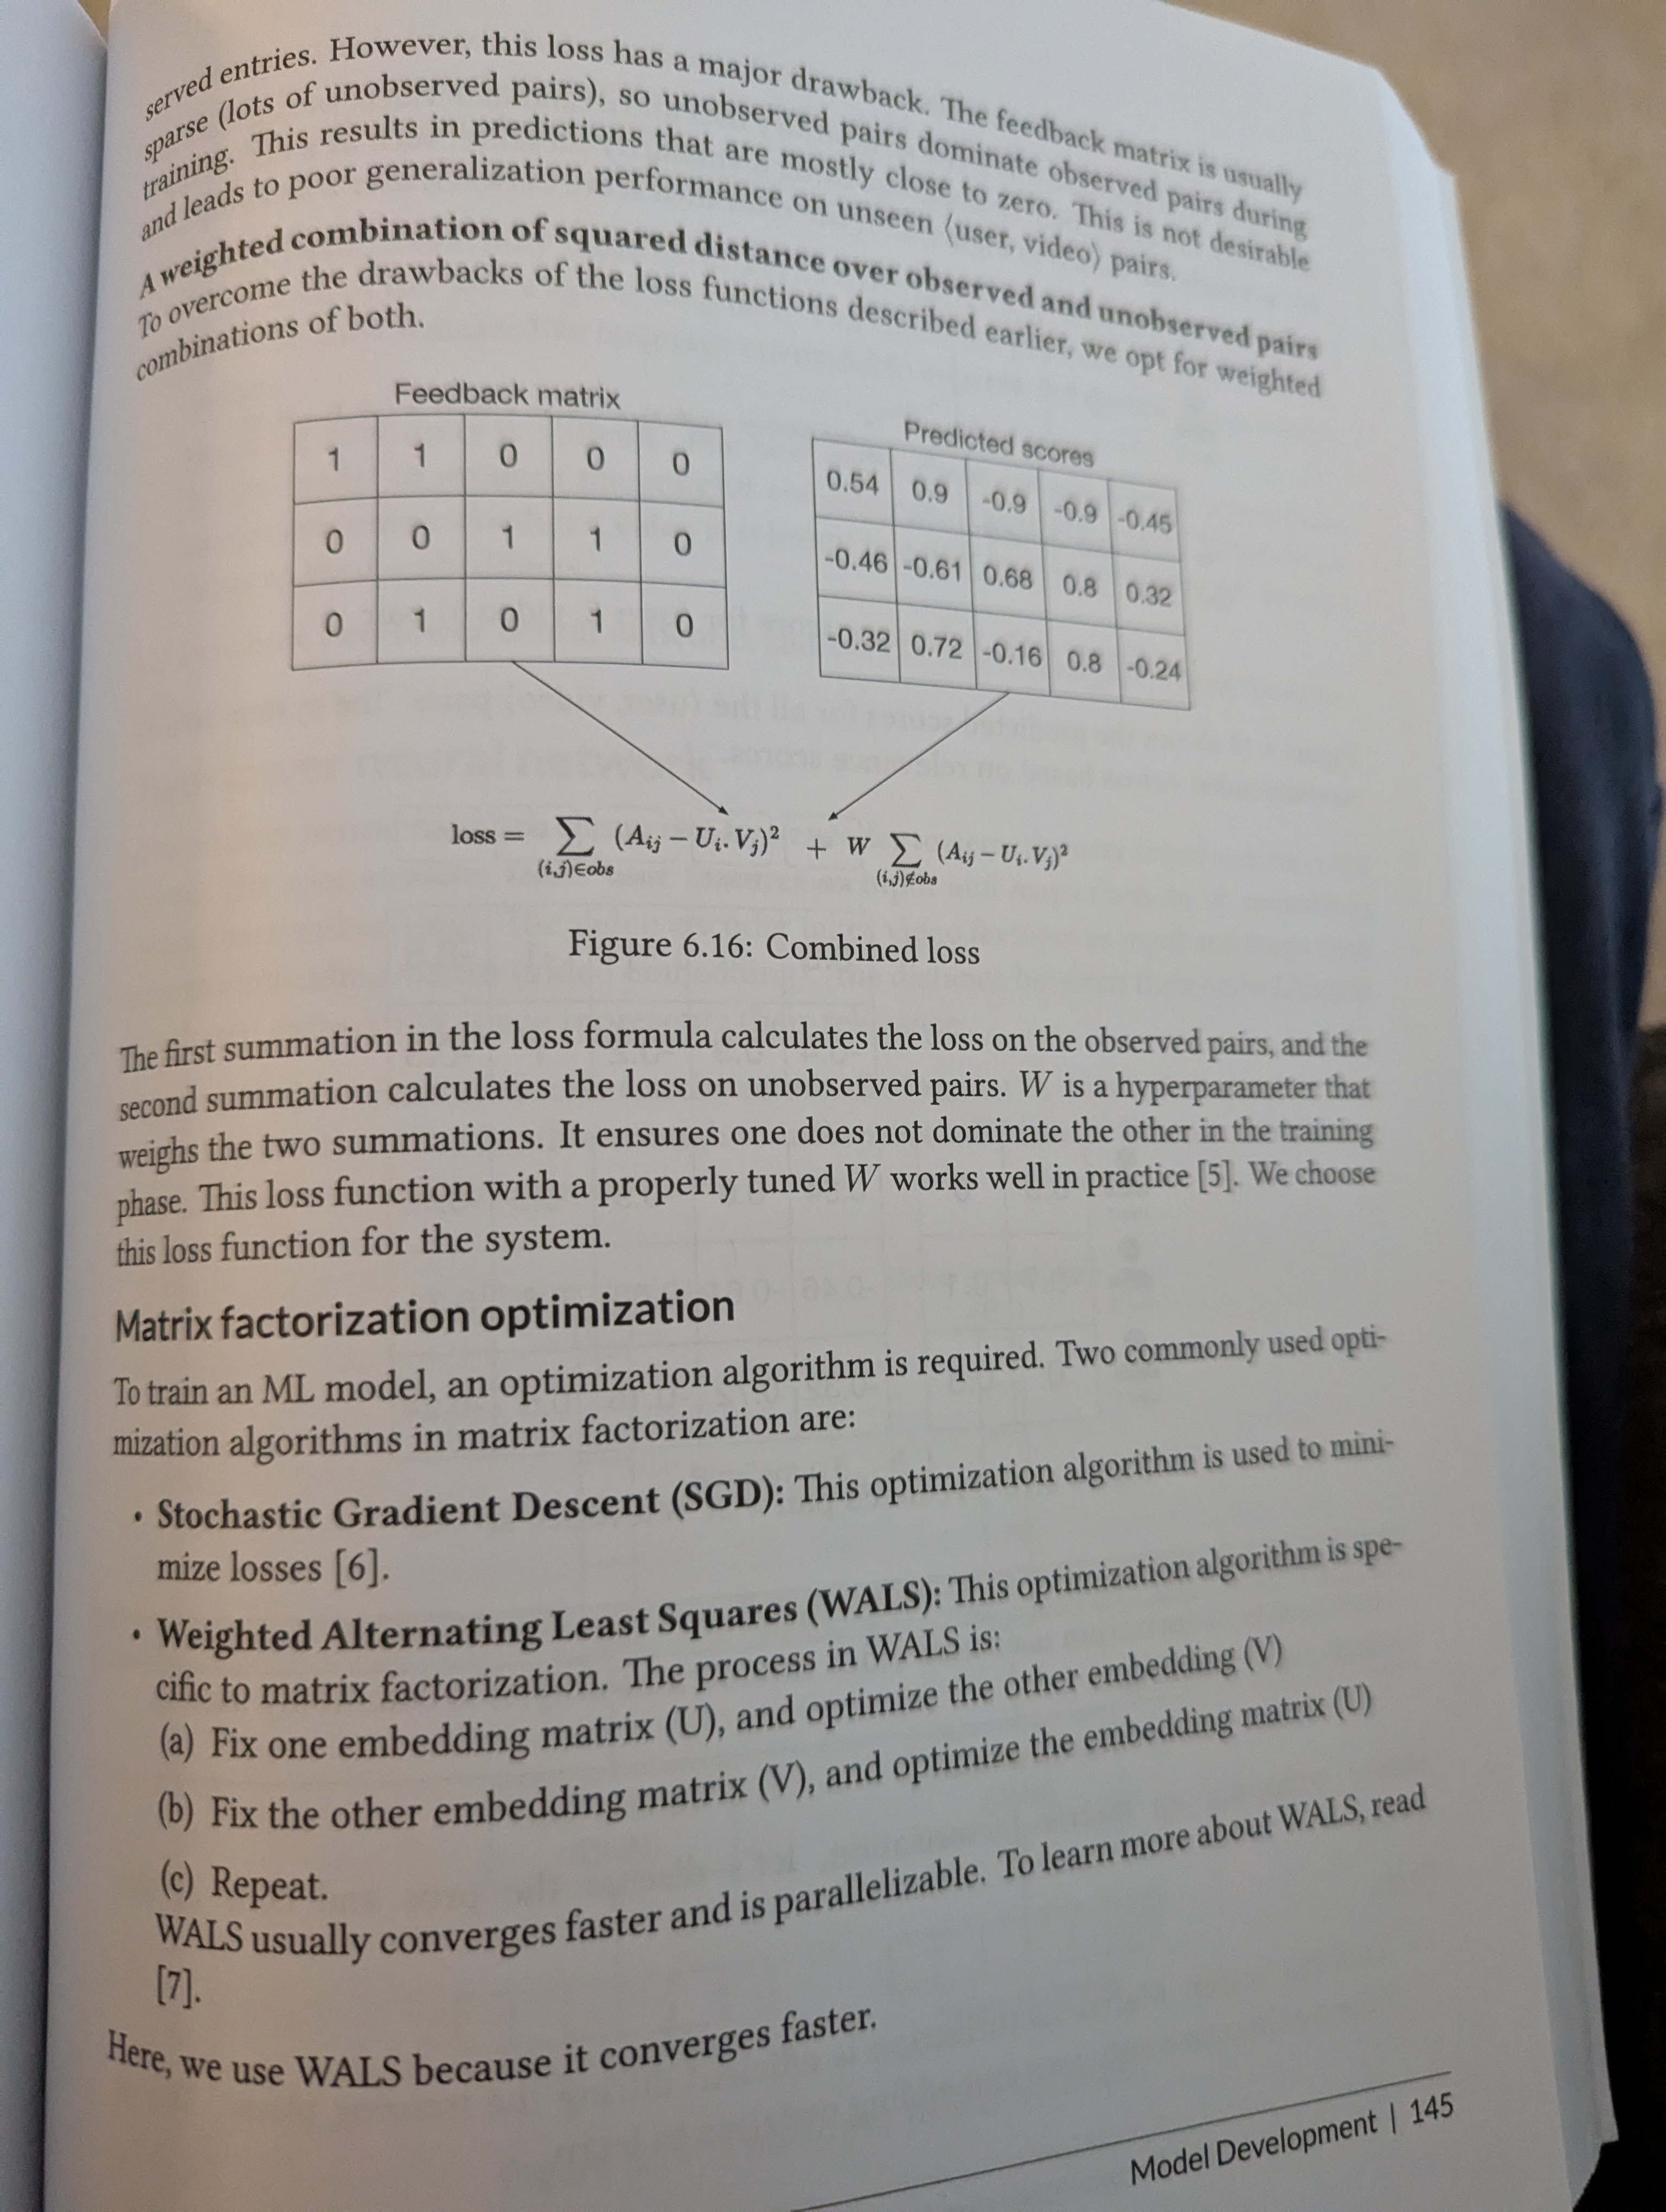 served entries. However, this loss has a major drawback. The feedback matrix is usually
sparse (lots of unobserved pairs), so unobserved pairs dominate observed pairs during
training. This results in predictions that are mostly close to zero. This is not desirable
and leads to poor generalization performance on unseen ⟨user, video⟩ pairs.
A weighted combination of squared distance over observed and unobserved pairs
To overcome the drawbacks of the loss functions described earlier, we opt for weighted
combinations of both.
Feedback matrix
1 1 0 0 0
0 0 1 1 0
0 1 0 1 0
Predicted scores
0.54 0.9 -0.9 -0.9 -0.45
-0.46 -0.61 0.68 0.8 0.32
-0.32 0.72 -0.16 0.8 -0.24
loss = ∑ (A_ij − U_i. V_j)² + W ∑ (A_ij − U_i. V_j)²
(i,j)∈obs (i,j)∉obs
Figure 6.16: Combined loss
The first summation in the loss formula calculates the loss on the observed pairs, and the
second summation calculates the loss on unobserved pairs. W is a hyperparameter that
weighs the two summations. It ensures one does not dominate the other in the training
phase. This loss function with a properly tuned W works well in practice [5]. We choose
this loss function for the system.
Matrix factorization optimization
To train an ML model, an optimization algorithm is required. Two commonly used opti-
mization algorithms in matrix factorization are:
• Stochastic Gradient Descent (SGD): This optimization algorithm is used to mini-
mize losses [6].
• Weighted Alternating Least Squares (WALS): This optimization algorithm is spe-
cific to matrix factorization. The process in WALS is:
(a) Fix one embedding matrix (U), and optimize the other embedding (V)
(b) Fix the other embedding matrix (V), and optimize the embedding matrix (U)
(c) Repeat.
WALS usually converges faster and is parallelizable. To learn more about WALS, read
[7].
Here, we use WALS because it converges faster.
Model Development | 145